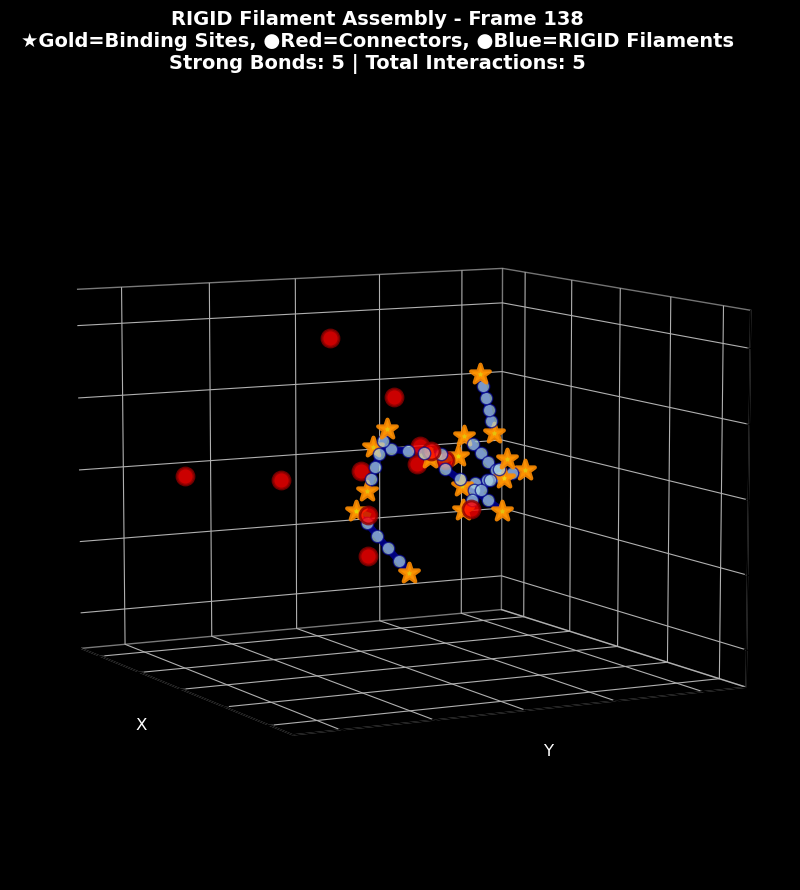 RIGID Filament Assembly - Frame 138
★Gold=Binding Sites, ●Red=Connectors, ●Blue=RIGID Filaments
Strong Bonds: 5 | Total Interactions: 5
X
Y